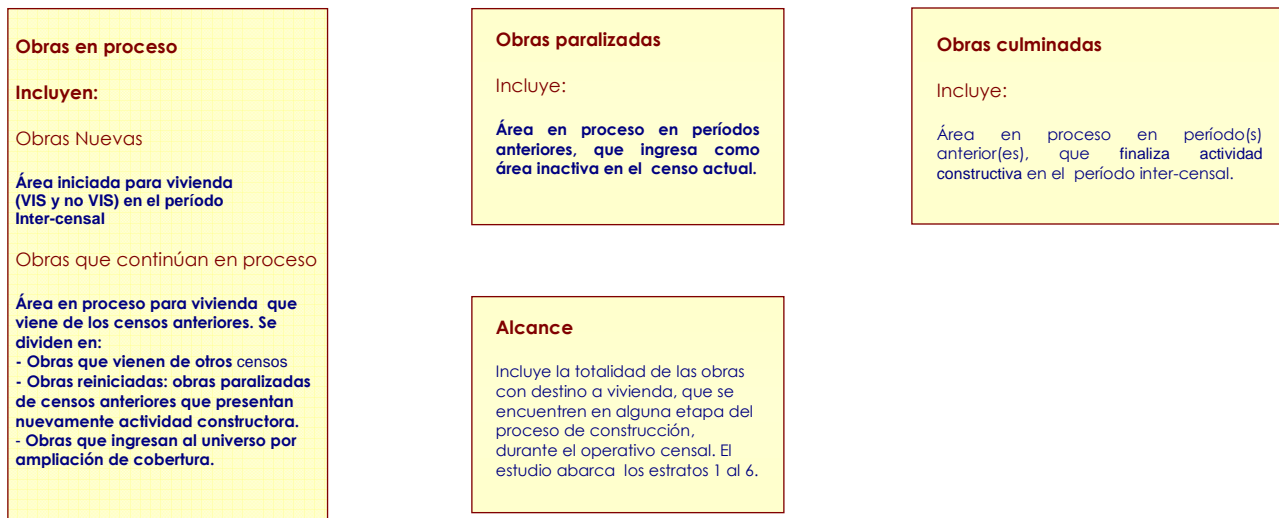 Obras en proceso
Incluyen:
Obras Nuevas
Área iniciada para vivienda
(VIS y no VIS) en el período
Inter-censal
Obras que continúan en proceso
Área en proceso para vivienda que
viene de los censos anteriores. Se
dividen en:
- Obras que vienen de otros censos
- Obras reiniciadas: obras paralizadas
de censos anteriores que presentan
nuevamente actividad constructora.
- Obras que ingresan al universo por
ampliación de cobertura.
Obras paralizadas
Incluye:
Área en proceso en períodos
anteriores, que ingresa como
área inactiva en el censo actual.
Alcance
Incluye la totalidad de las obras
con destino a vivienda, que se
encuentren en alguna etapa del
proceso de construcción,
durante el operativo censal. El
estudio abarca los estratos 1 al 6.
Obras culminadas
Incluye:
Área en proceso en período(s)
anterior(es), que finaliza actividad
constructiva en el período inter-censal.